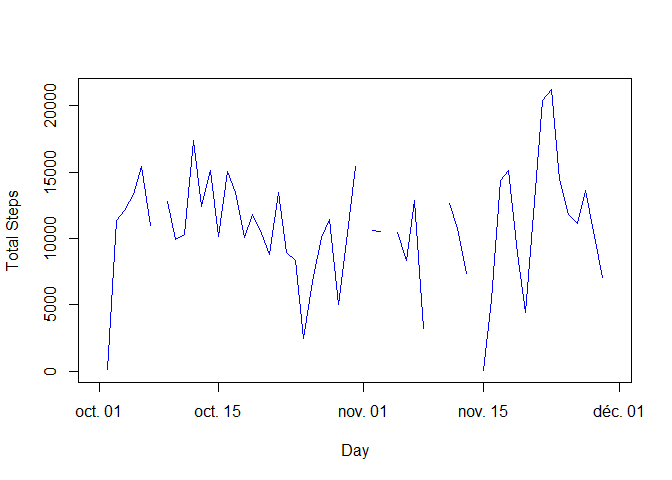 Total Steps
20000
15000
10000
5000
0
oct. 01
oct. 15
nov. 01
nov. 15
déc. 01
Day